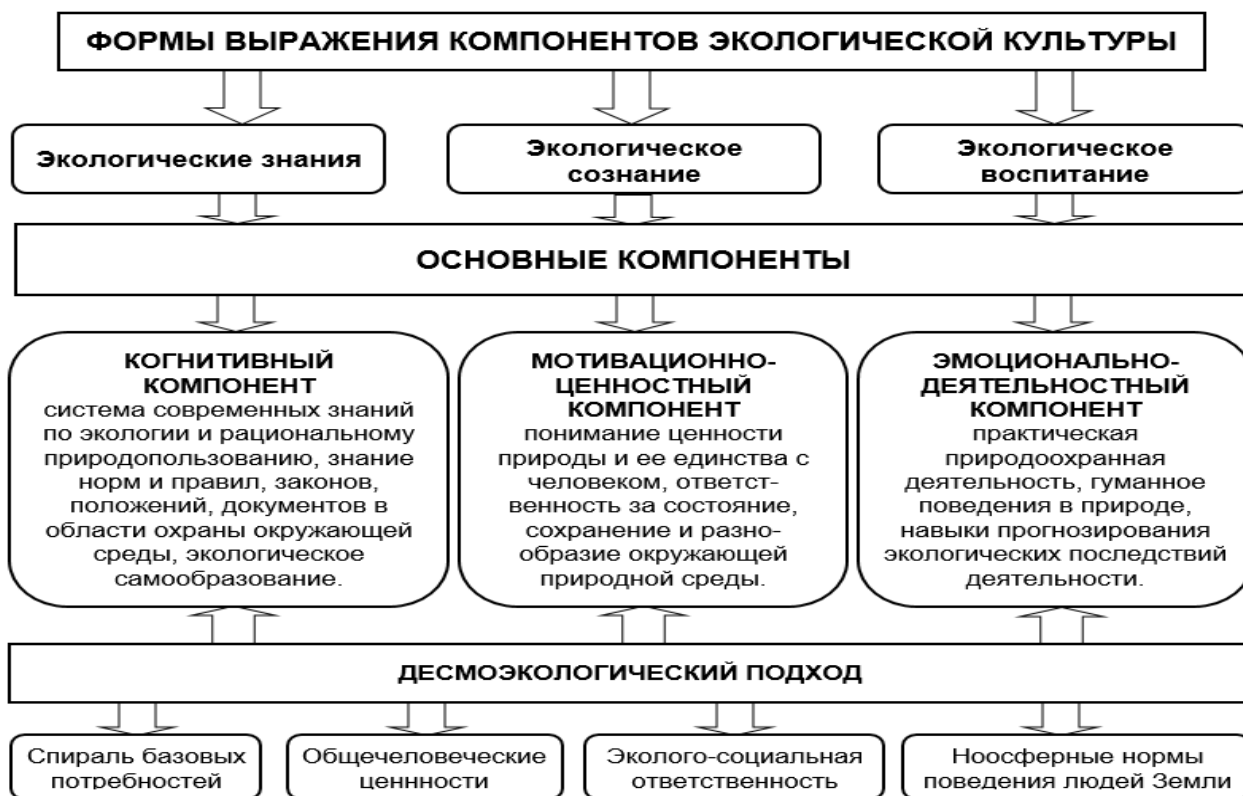 ФОРМЫ ВЫРАЖЕНИЯ КОМПОНЕНТОВ ЭКОЛОГИЧЕСКОЙ КУЛЬТУРЫ
Экологические знания
Экологическое
сознание
Экологическое
воспитание
ОСНОВНЫЕ КОМПОНЕНТЫ
КОГНИТИВНЫЙ
КОМПОНЕНТ
система современных знаний
по экологии и рациональному
природопользованию, знание
норм и правил, законов,
положений, документов в
области охраны окружающей
среды, экологическое
самообразование.
МОТИВАЦИОННО-
ЦЕННОСТНЫЙ
КОМПОНЕНТ
понимание ценности
природы и ее единства с
человеком, ответст-
венность за состояние,
сохранение и разно-
образие окружающей
природной среды.
ЭМОЦИОНАЛЬНО-
ДЕЯТЕЛЬНОСТНЫЙ
КОМПОНЕНТ
практическая
природоохранная
деятельность, гуманное
поведения в природе,
навыки прогнозирования
экологических последствий
деятельности.
ДЕСМОЭКОЛОГИЧЕСКИЙ ПОДХОД
Спираль базовых
потребностей
Общечеловеческие
ценнности
Эколого-социальная
ответственность
Ноосферные нормы
поведения людей Земли